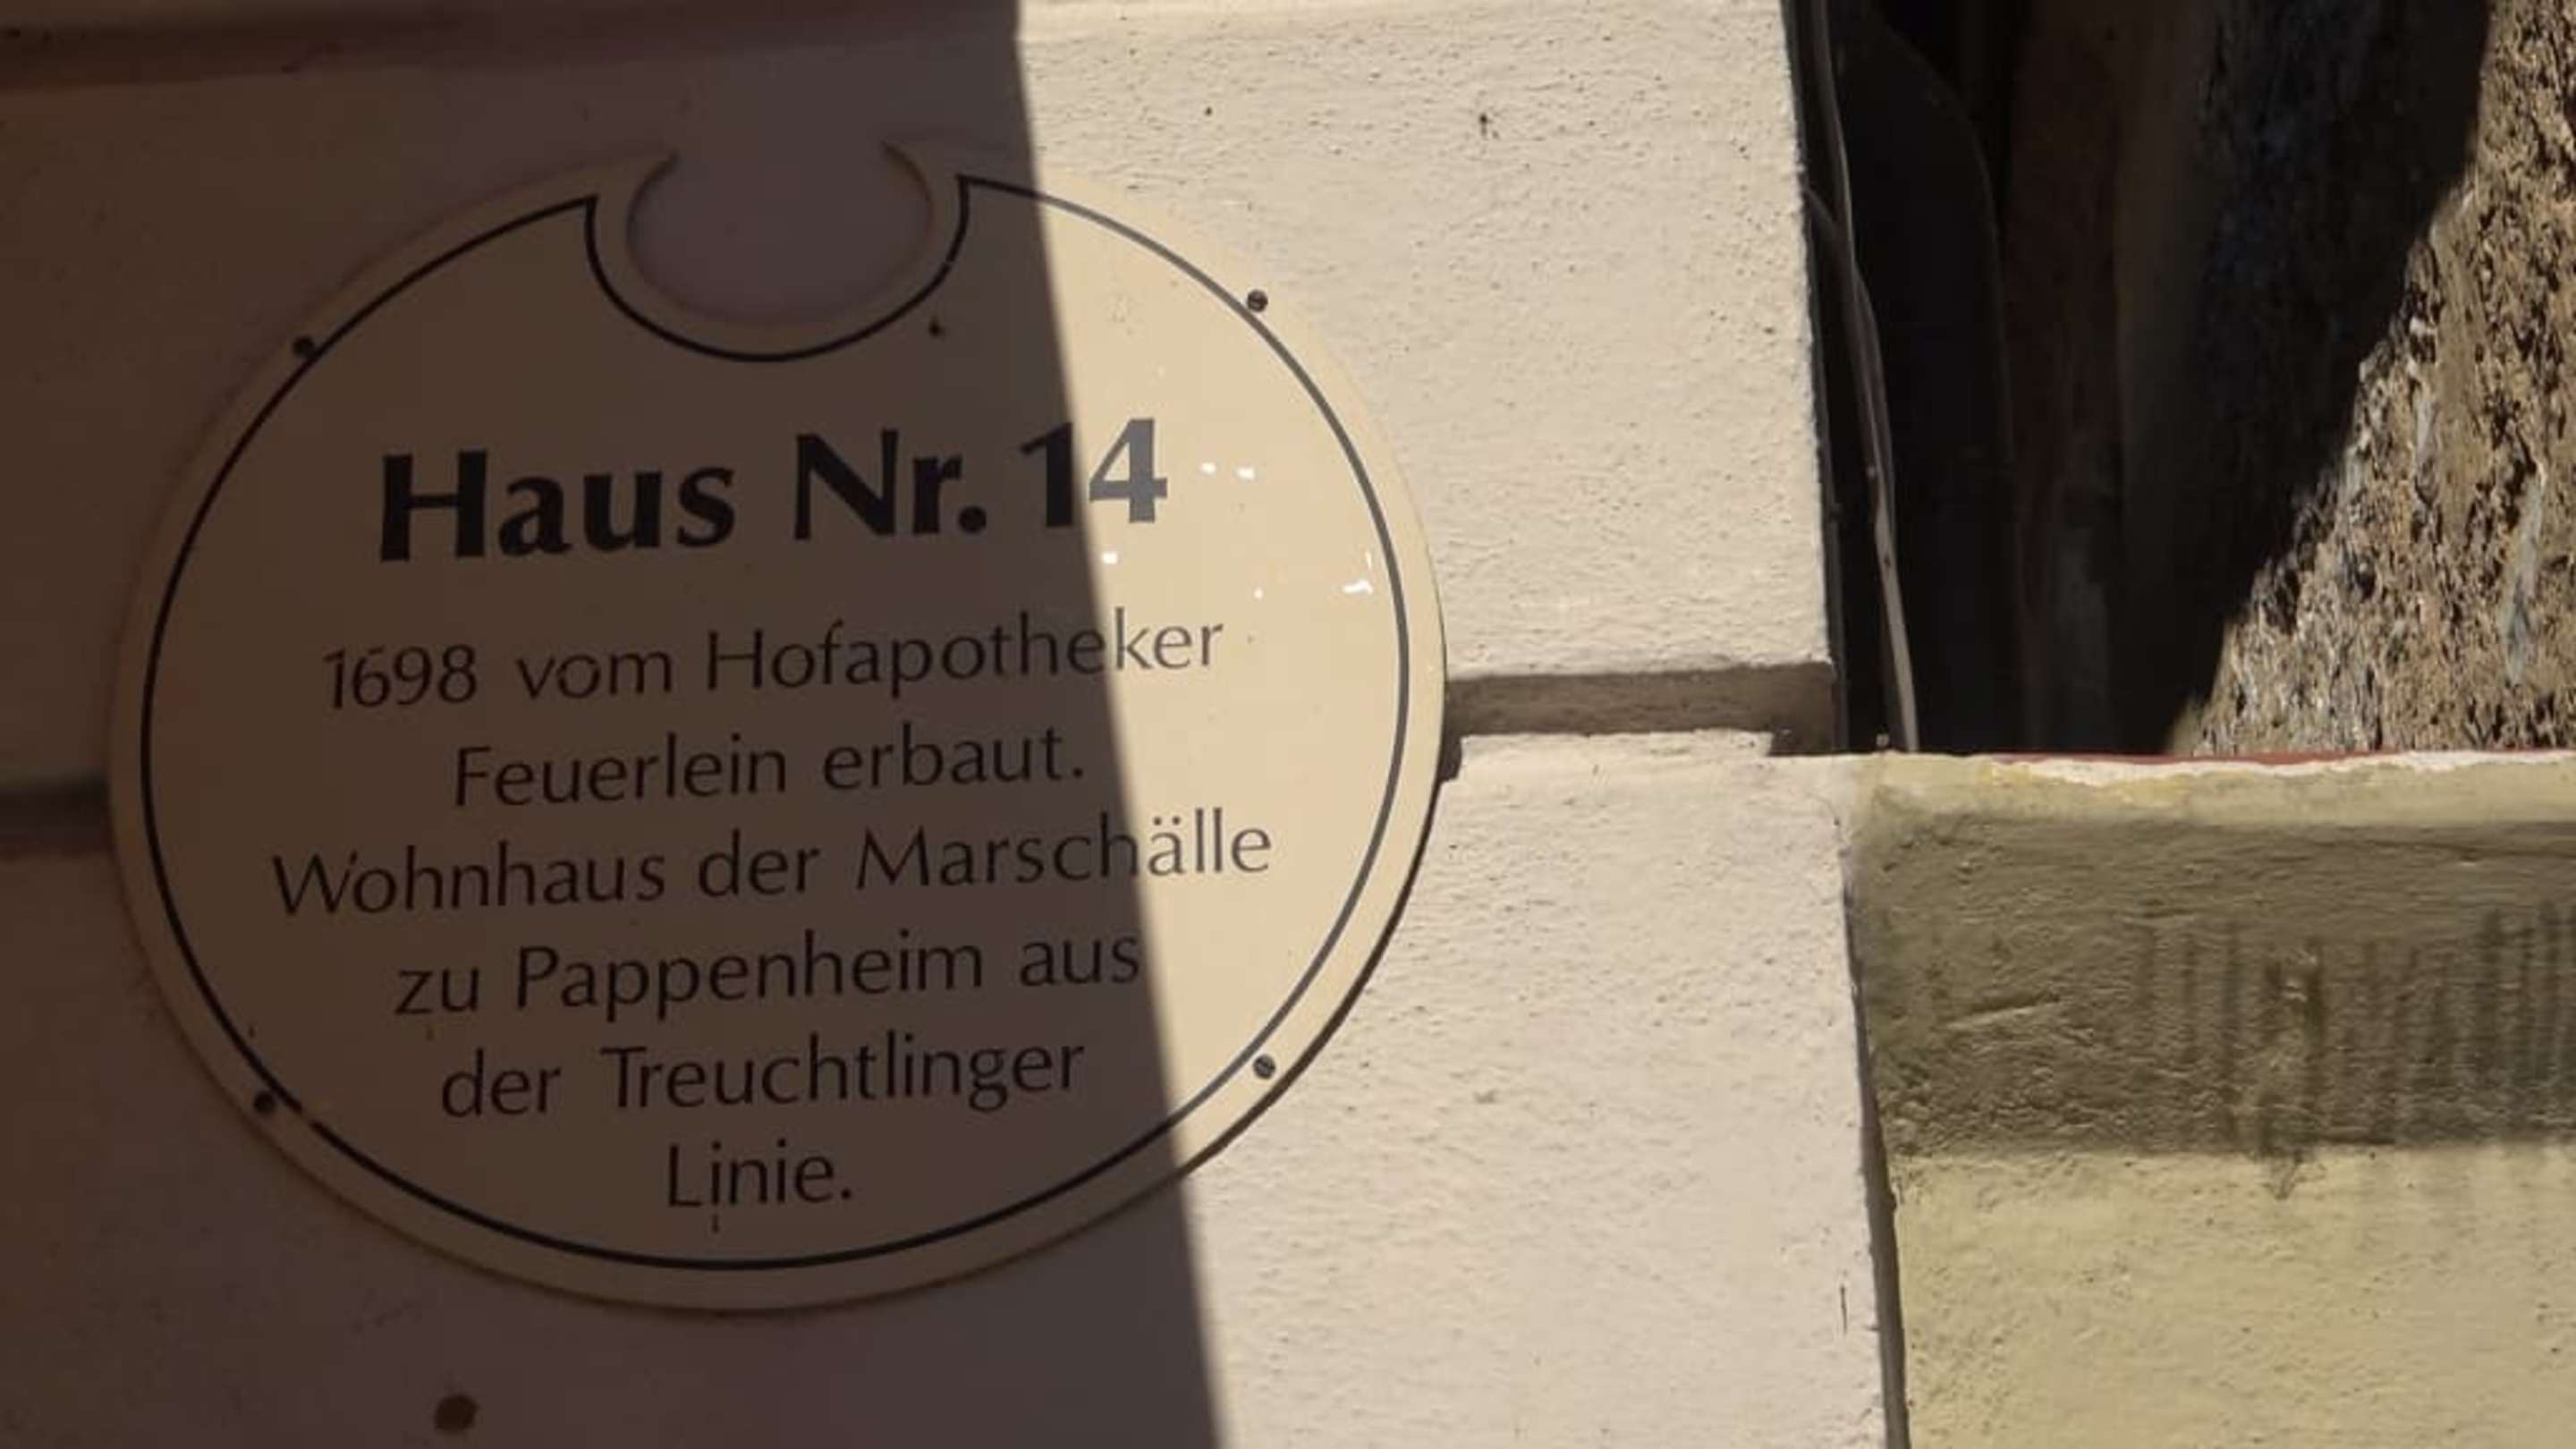 Haus Nr. 14
1698 vom Hofapotheker
Feuerlein erbaut.
Wohnhaus der Marschälle
zu Pappenheim aus
der Treuchtlinger
Linie.